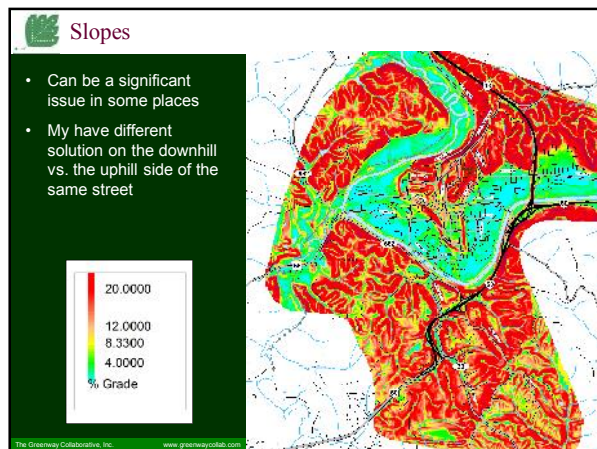 Slopes
• Can be a significant
issue in some places
• My have different
solution on the downhill
vs. the uphill side of the
same street
20.0000
12.0000
8.3300
4.0000
% Grade
The Greenway Collaborative, Inc. www.greenwaycollab.com